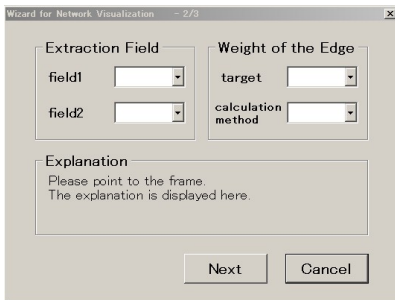 Wizard for Network Visualization - 2/3
Extraction Field
field1
field2
Weight of the Edge
target
calculation
method
Explanation
Please point to the frame.
The explanation is displayed here.
Next
Cancel